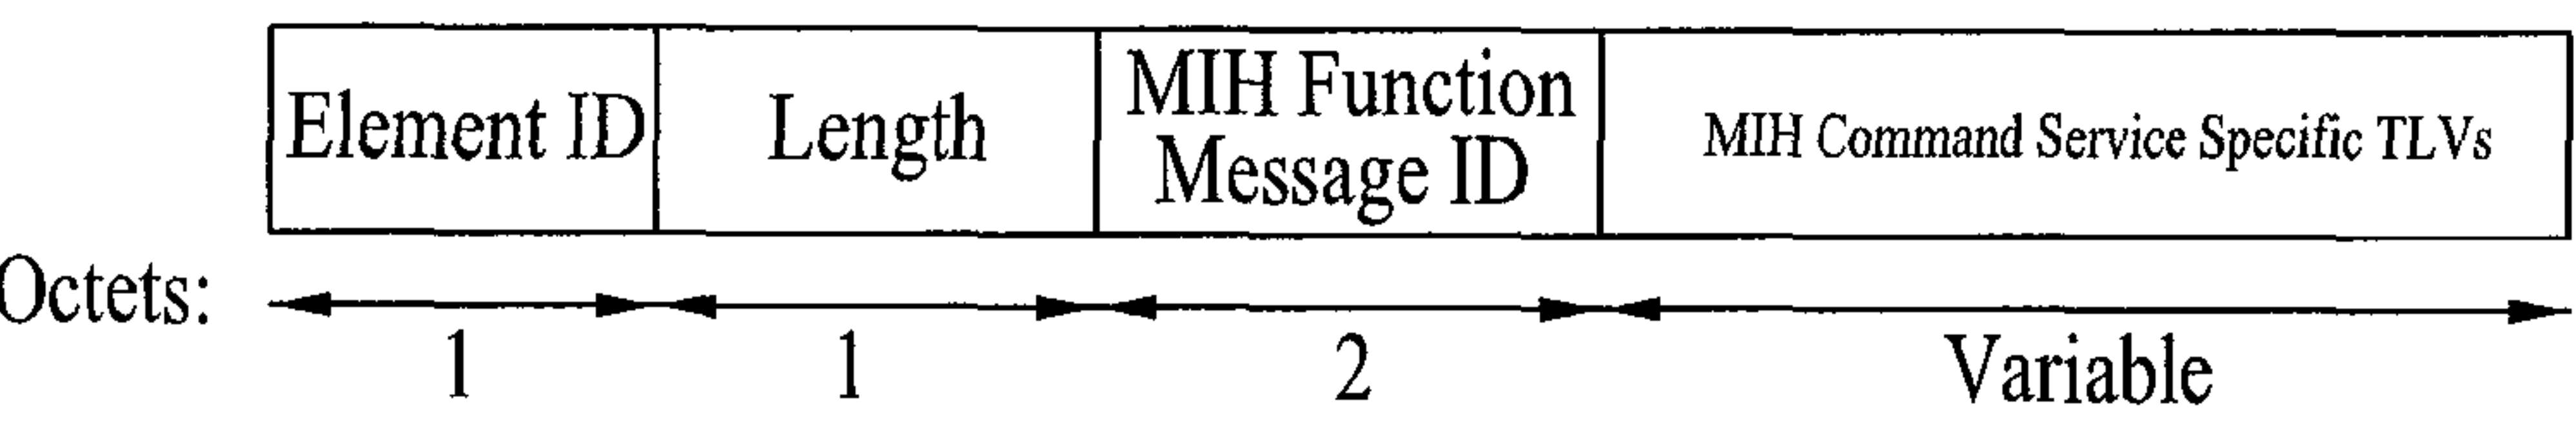 Element ID
Length
MIH Function
Message ID
MIH Command Service Specific TLVs
Octets:
1
1
2
Variable